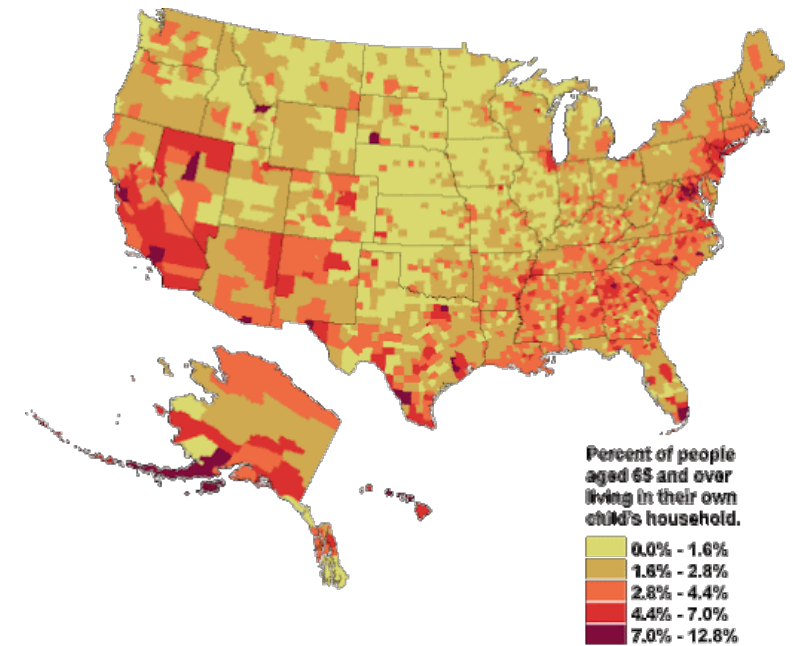 Percent of people
aged 65 and over
living in their own
child's household.
0.0% - 1.6%
1.6% - 2.8%
2.8% - 4.4%
4.4% - 7.0%
7.0% - 12.8%